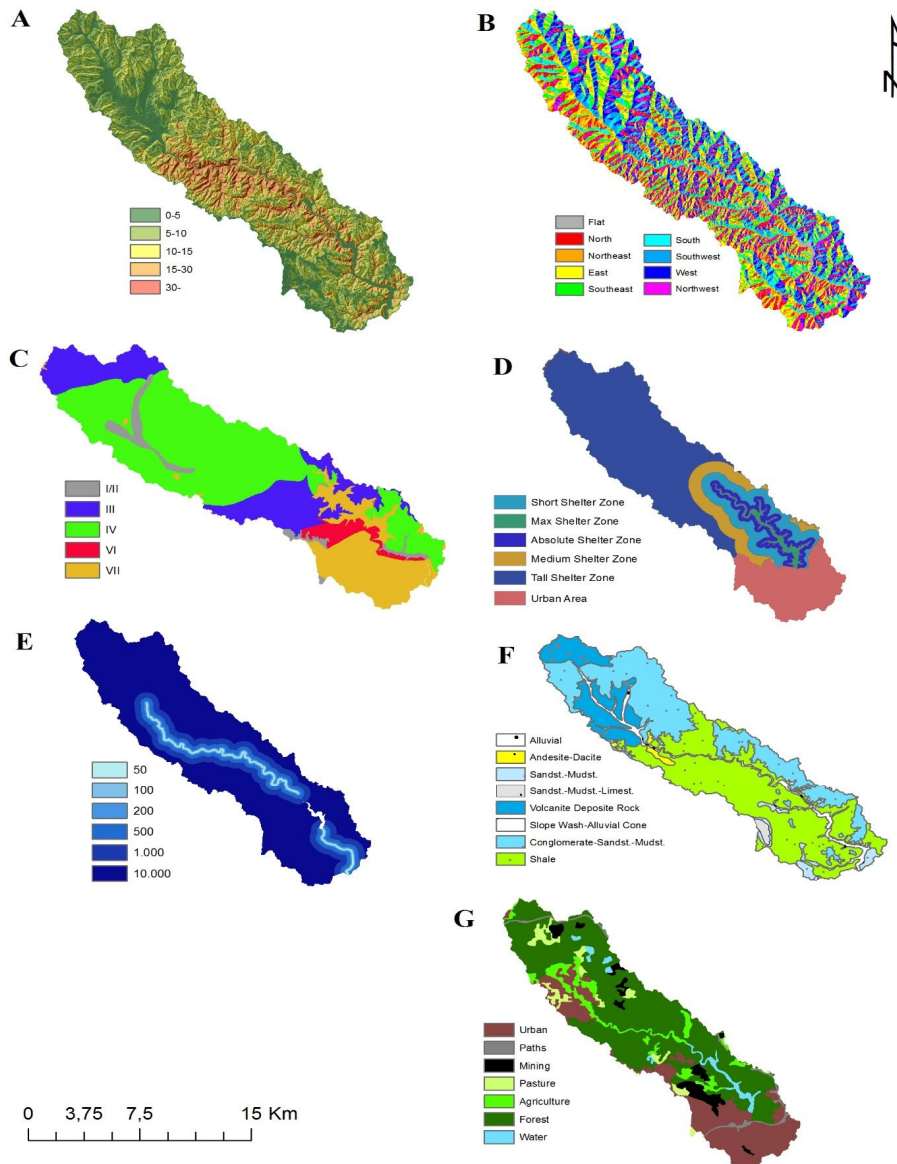 A
0-5
5-10
10-15
15-30
30-
B
N
Flat
North
Northeast
East
Southeast
South
Southwest
West
Northwest
C
I/II
III
IV
VI
VII
D
Short Shelter Zone
Max Shelter Zone
Absolute Shelter Zone
Medium Shelter Zone
Tall Shelter Zone
Urban Area
E
50
100
200
500
1.000
10.000
F
Alluvial
Andesite-Dacite
Sandst.-Mudst.
Sandst.-Mudst.-Limest.
Volcanite Deposite Rock
Slope Wash-Alluvial Cone
Conglomerate-Sandst.-Mudst.
Shale
G
Urban
Paths
Mining
Pasture
Agriculture
Forest
Water
0 3,75 7,5 15 Km